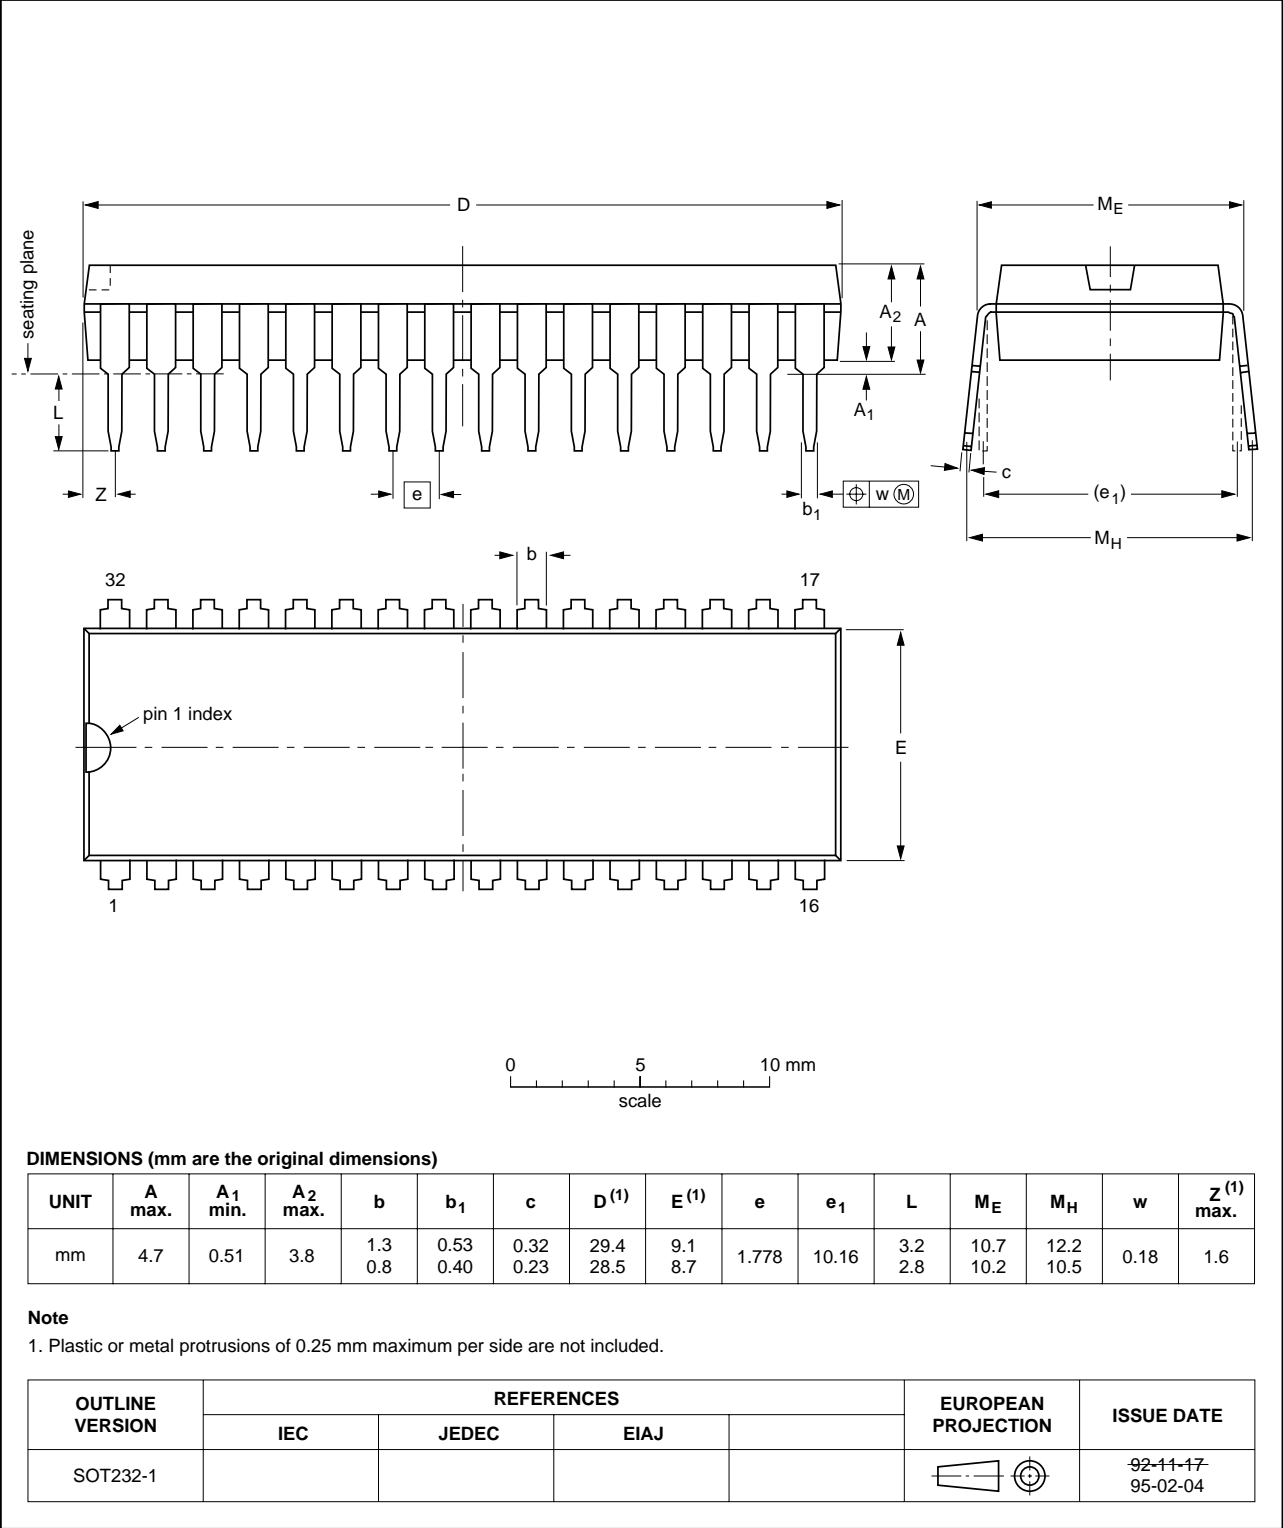 D
M_E
seating plane
A_2
A
A_1
L
Z
e
b_1
w M
c
(e_1)
M_H
b
32
17
pin 1 index
E
1
16
0 5 10 mm
scale
DIMENSIONS (mm are the original dimensions)
UNIT A max. A_1 min. A_2 max. b b_1 c D(1) E(1) e e_1 L M_E M_H w Z(1) max.
mm 4.7 0.51 3.8 1.3 0.8 0.53 0.40 0.32 0.23 29.4 28.5 9.1 8.7 1.778 10.16 3.2 2.8 10.7 10.2 12.2 10.5 0.18 1.6
Note
1. Plastic or metal protrusions of 0.25 mm maximum per side are not included.
OUTLINE VERSION
REFERENCES
IEC JEDEC EIAJ
EUROPEAN PROJECTION
ISSUE DATE
SOT232-1
92-11-17
95-02-04